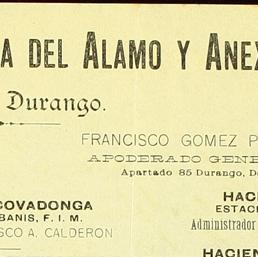 A DEL ALAMO Y ANEX
Durango.
FRANCISCO GOMEZ P
APODERADO GENE
Apartado 85 Durango, D
COVADONGA
BANIS, F. I. M.
SCO A. CALDERON
HAC
ESTAC
Administrador
HACIEN